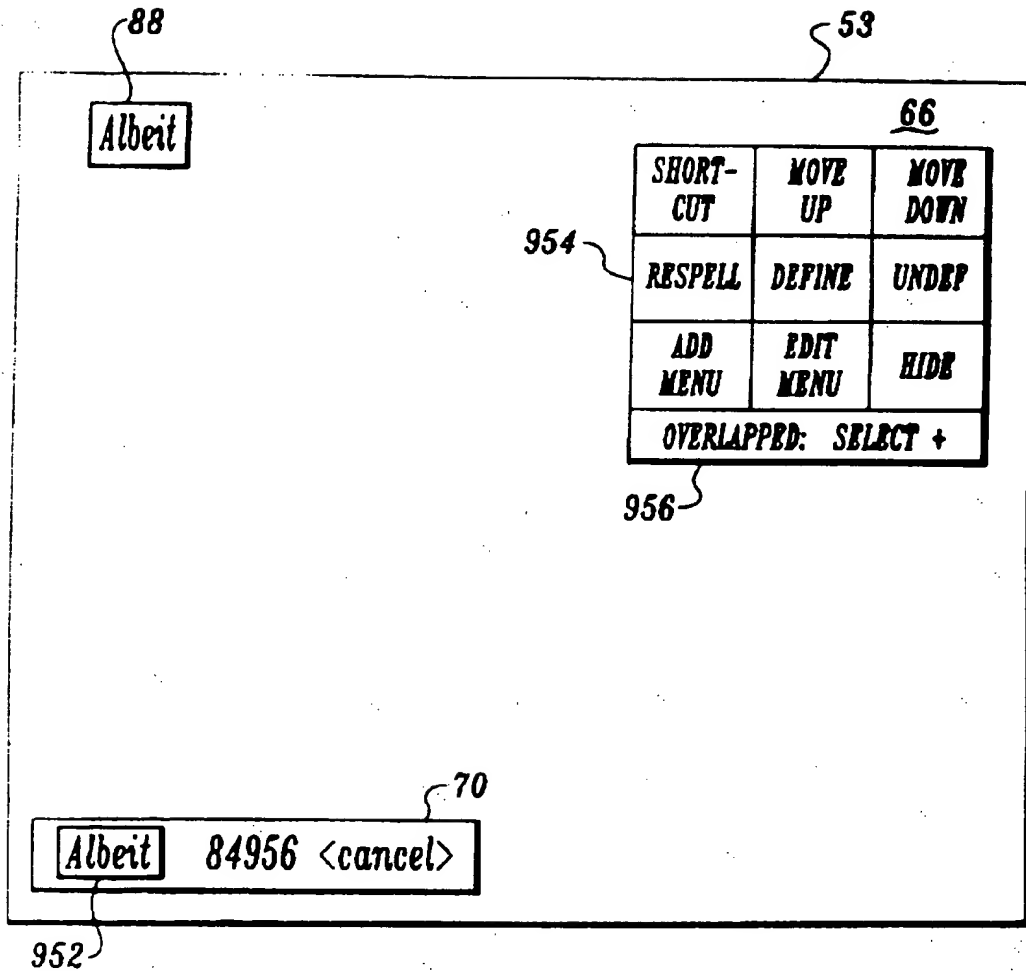 88
53
Albeit
66
SHORT-
CUT
MOVE
UP
MOVE
DOWN
954
RESPELL
DEFINE
UNDEF
ADD
MENU
EDIT
MENU
HIDE
OVERLAPPED: SELECT +
956
70
Albeit 84956 <cancel>
952